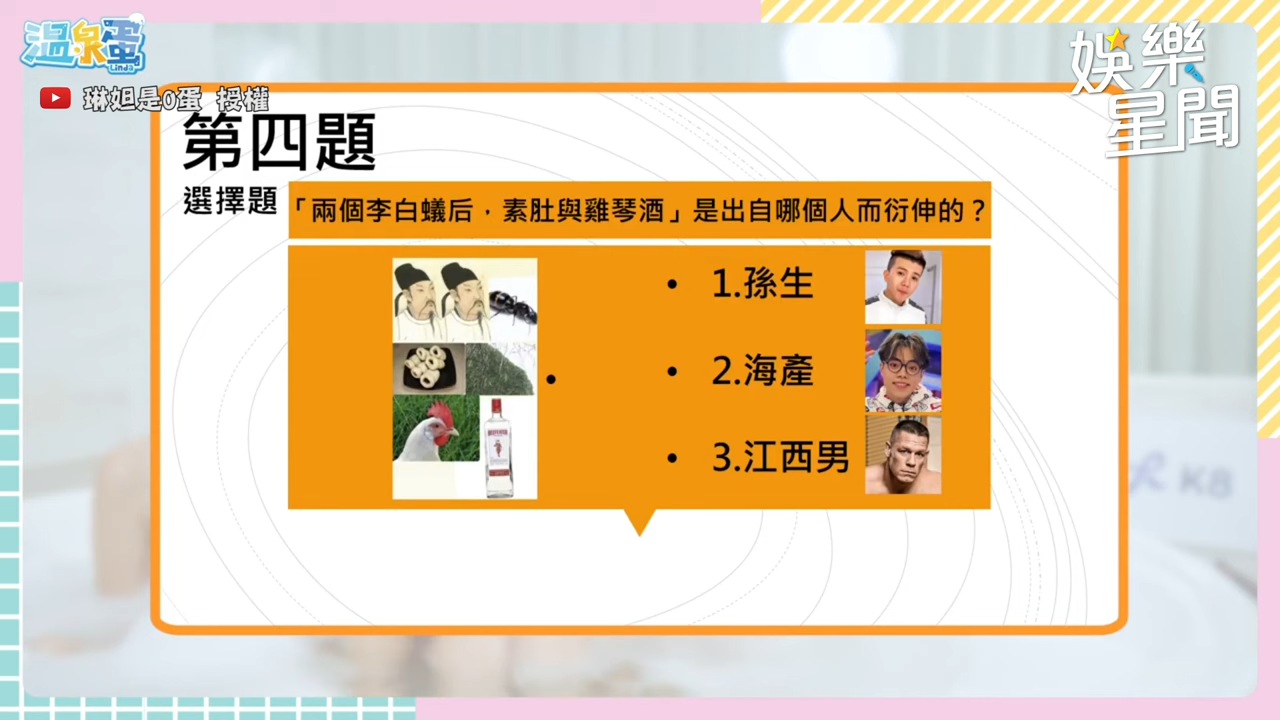 溫泉蛋
Linda
琳妲是0蛋 授權
娛樂
星聞
第四題
選擇題
「兩個李白蟻后，素肚與雞琴酒」是出自哪個人而衍伸的？
• 1.孫生
• 2.海產
• 3.江西男
•
K8